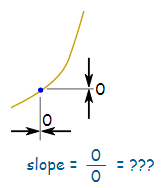 0
0
slope = 0/0 = ???